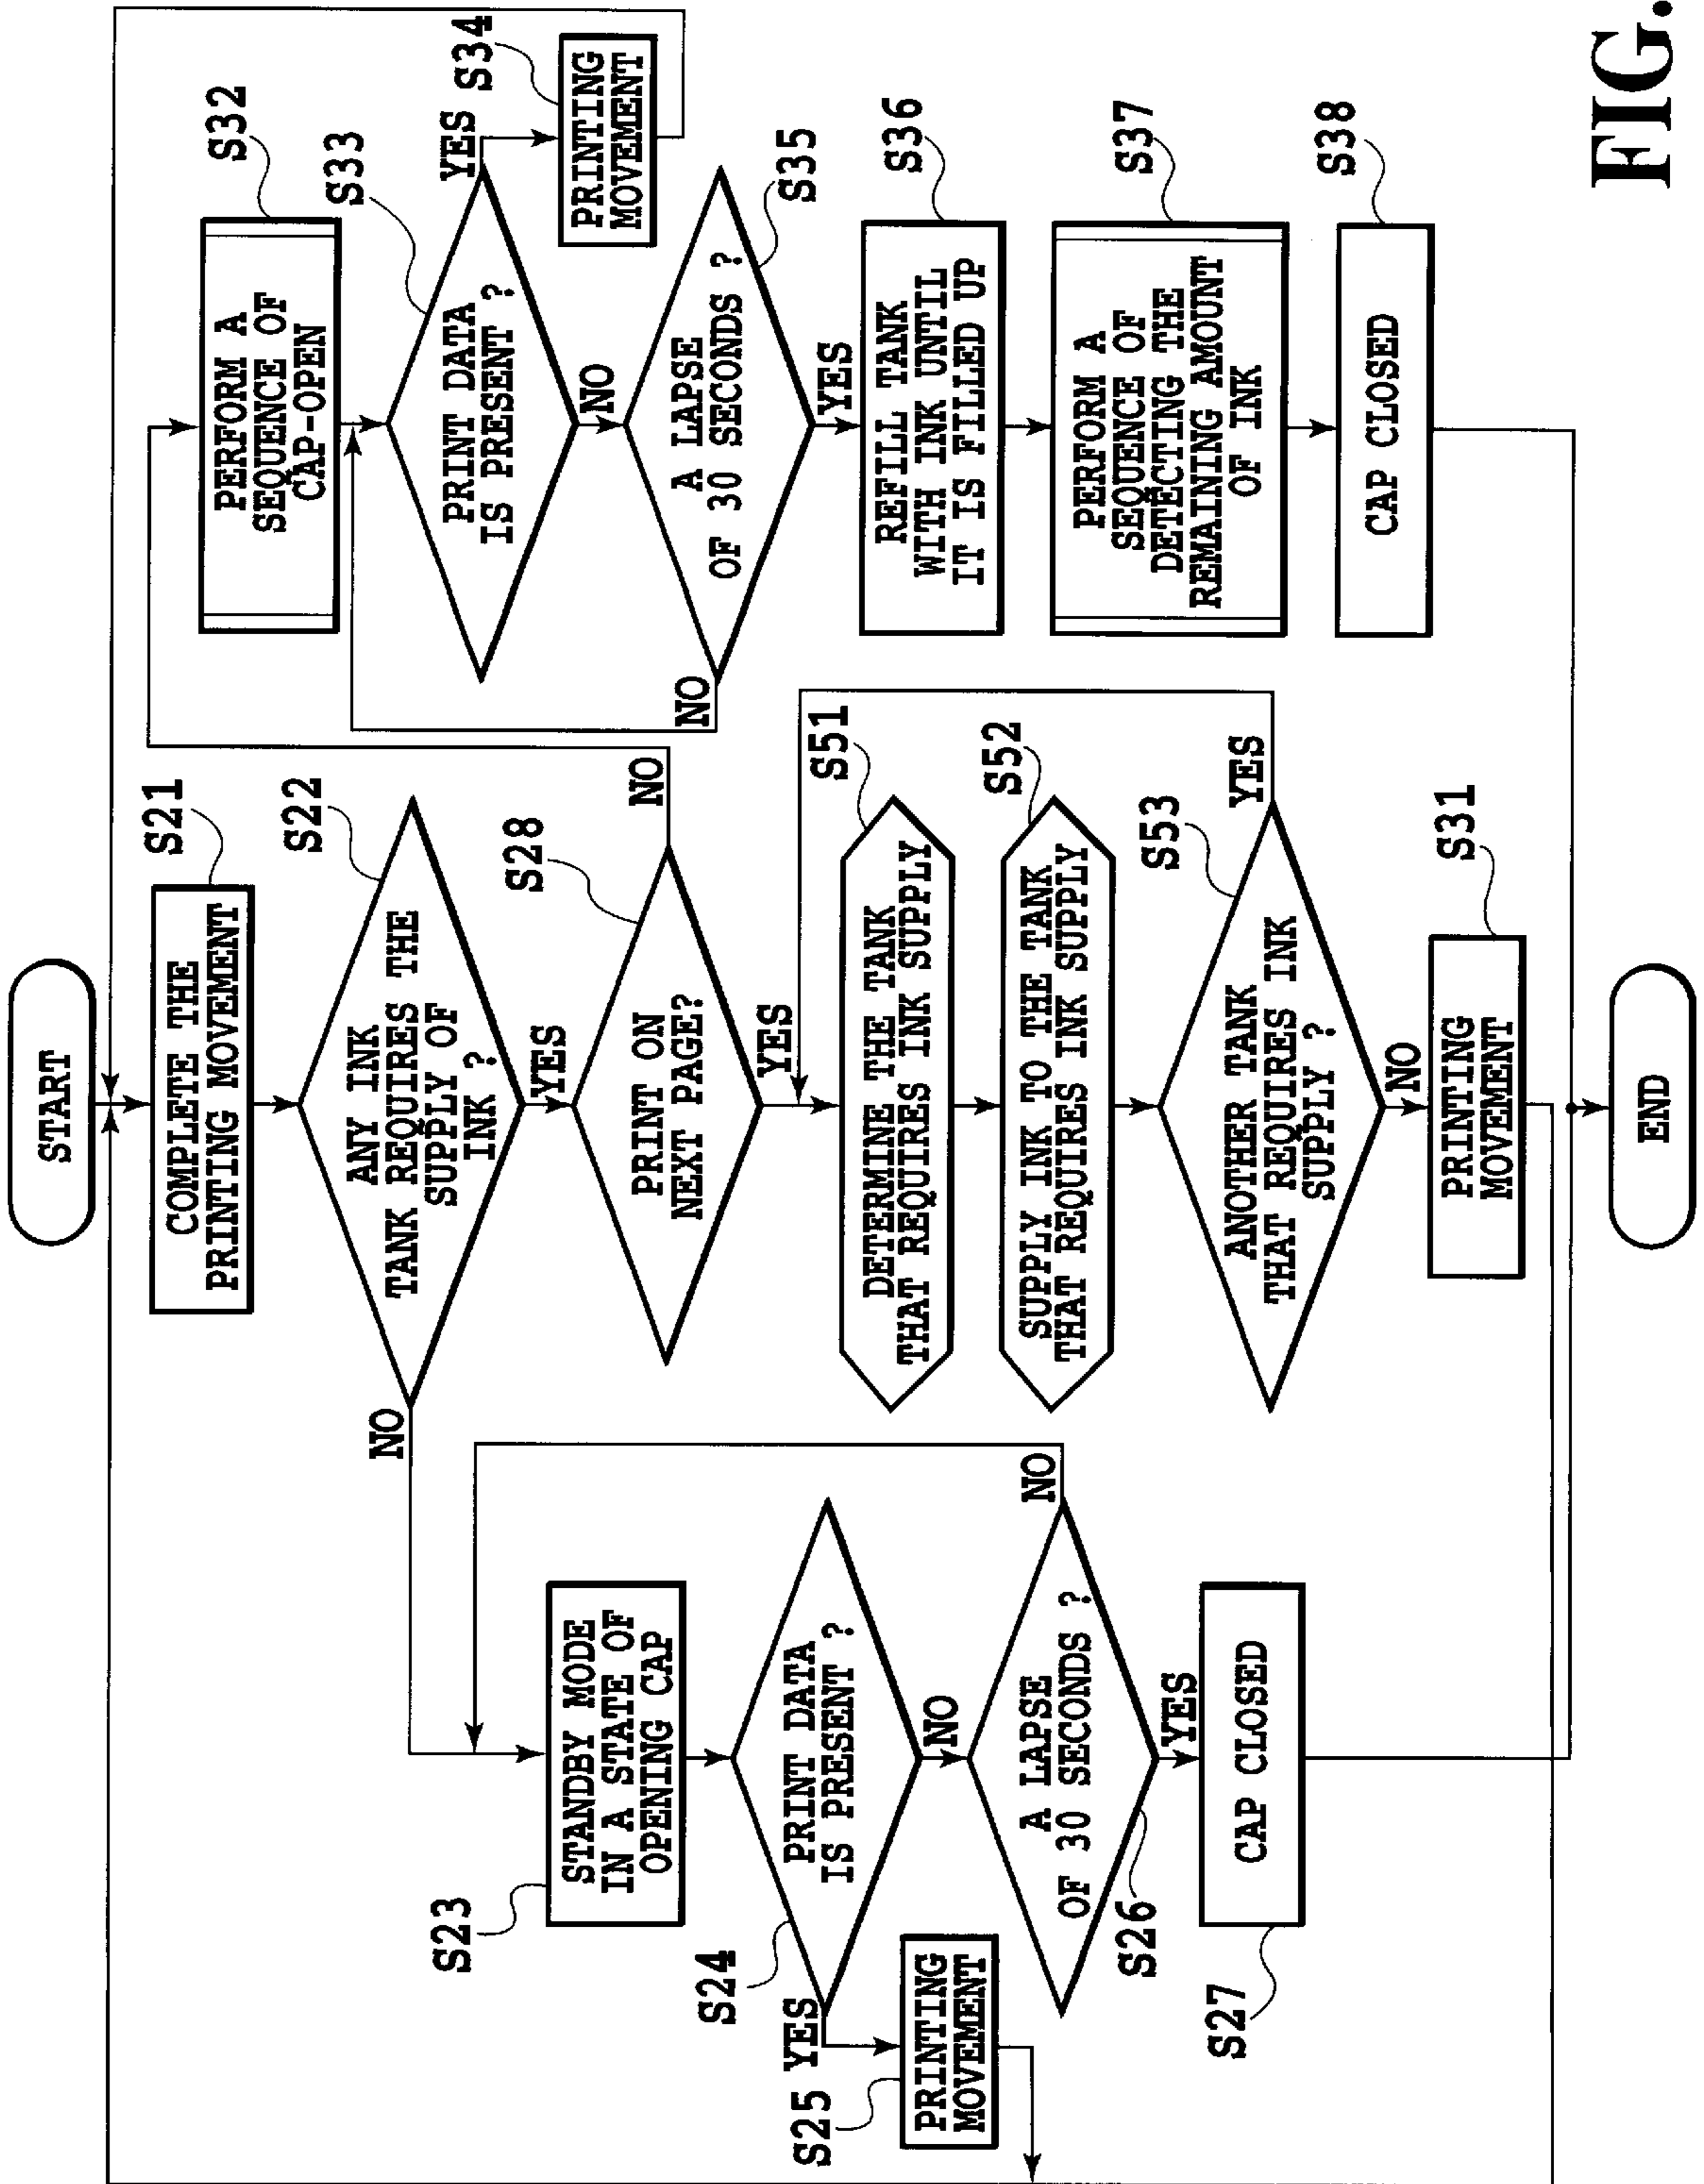 START
S21
COMPLETE THE
PRINTING MOVEMENT
S22
ANY INK
TANK REQUIRES THE
SUPPLY OF
INK ?
NO
YES
S28
PRINT ON
NEXT PAGE?
NO
YES
S51
DETERMINE THE TANK
THAT REQUIRES INK SUPPLY
S52
SUPPLY INK TO THE TANK
THAT REQUIRES INK SUPPLY
S53
ANOTHER TANK
THAT REQUIRES INK
SUPPLY ?
YES
NO
S31
PRINTING
MOVEMENT
END
S23
STANDBY MODE
IN A STATE OF
OPENING CAP
S24
PRINT DATA
IS PRESENT ?
YES
NO
S25
PRINTING
MOVEMENT
A LAPSE
OF 30 SECONDS ?
S26
NO
YES
S27
CAP CLOSED
S32
PERFORM A
SEQUENCE OF
CAP-OPEN
S33
PRINT DATA
IS PRESENT ?
YES
NO
S34
PRINTING
MOVEMENT
S35
A LAPSE
OF 30 SECONDS ?
NO
YES
S36
REFILL TANK
WITH INK UNTIL
IT IS FILLED UP
S37
PERFORM A
SEQUENCE OF
DETECTING THE
REMAINING AMOUNT
OF INK
S38
CAP CLOSED
FIG.